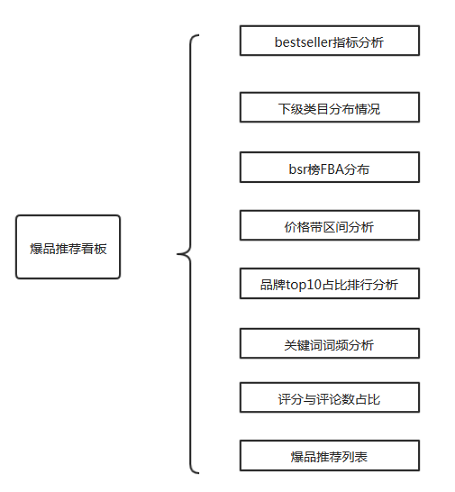 bestseller指标分析
下级类目分布情况
bsr榜FBA分布
价格带区间分析
爆品推荐看板
品牌top10占比排行分析
关键词词频分析
评分与评论数占比
爆品推荐列表